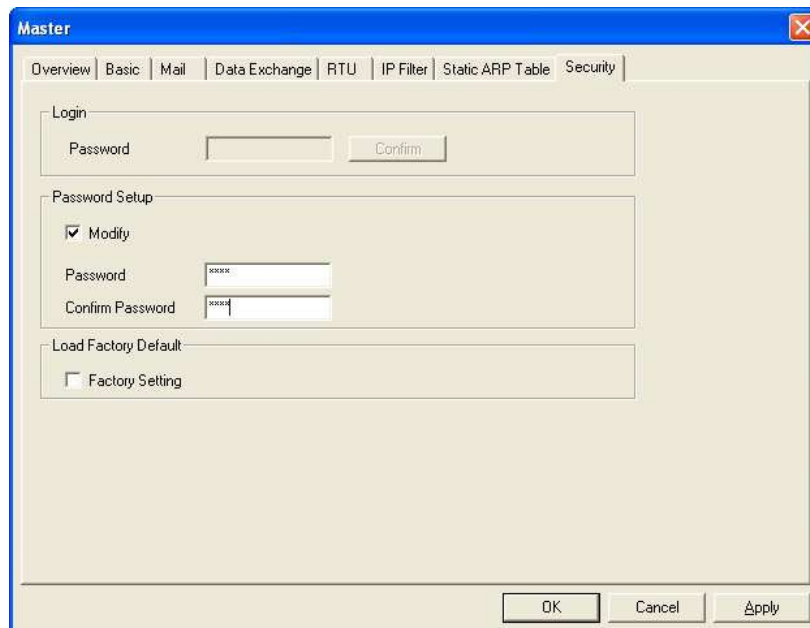 Master
Overview Basic Mail Data Exchange RTU IP Filter Static ARP Table Security
Login
Password Confirm
Password Setup
Modify
Password ****
Confirm Password ****
Load Factory Default
Factory Setting
OK Cancel Apply